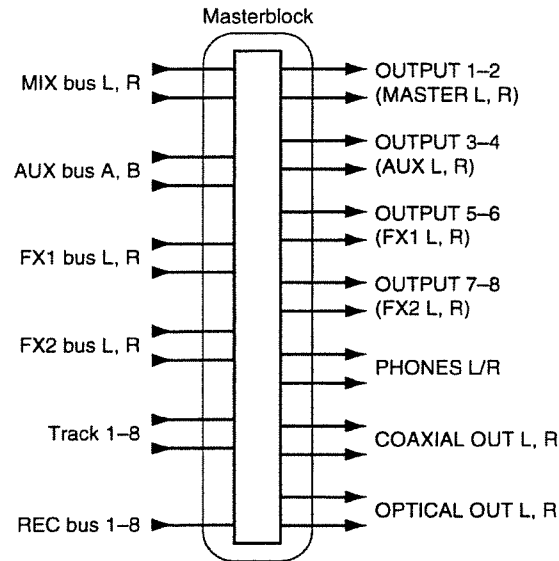 Masterblock
MIX bus L, R
AUX bus A, B
FX1 bus L, R
FX2 bus L, R
Track 1–8
REC bus 1–8
OUTPUT 1–2
(MASTER L, R)
OUTPUT 3–4
(AUX L, R)
OUTPUT 5–6
(FX1 L, R)
OUTPUT 7–8
(FX2 L, R)
PHONES L/R
COAXIAL OUT L, R
OPTICAL OUT L, R